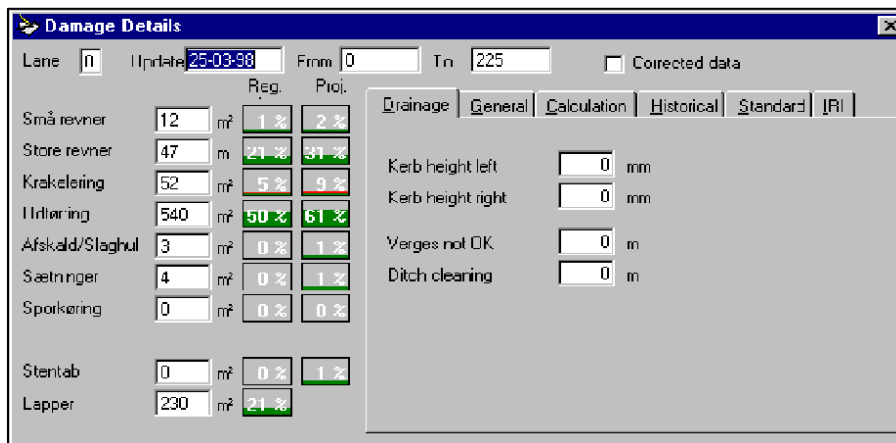 Damage Details
Lane 0 Update 25-03-98 From 0 To 225 Corrected data
Reg. Proj.
Små revner 12 m² 1 % 2 %
Store revner 47 m 21 % 31 %
Krakelering 52 m² 5 % 9 %
Udtørring 540 m² 50 % 61 %
Afskald/Slaghul 3 m² 0 % 1 %
Sætninger 4 m² 0 % 1 %
Sporkøring 0 m² 0 % 0 %
Stentab 0 m² 0 % 1 %
Lapper 230 m² 21 %
Drainage General Calculation Historical Standard IRI
Kerb height left 0 mm
Kerb height right 0 mm
Verges not OK 0 m
Ditch cleaning 0 m